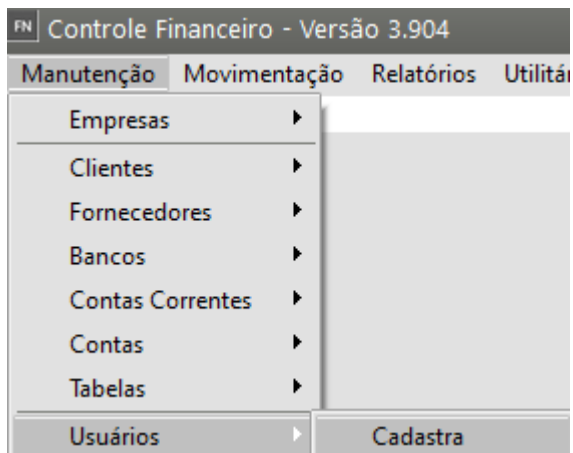 FN Controle Financeiro - Versão 3.904
Manutenção Movimentação Relatórios
Empresas
Clientes
Fornecedores
Bancos
Contas Correntes
Contas
Tabelas
Usuários Cadastra